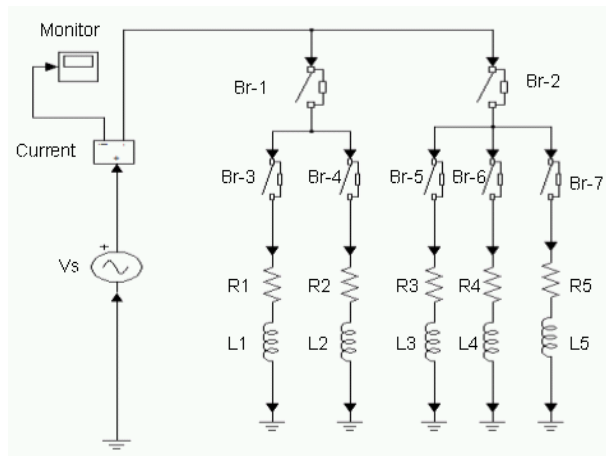 Monitor
Br-1
Br-2
Current
Br-3
Br-4
Br-5
Br-6
Br-7
+
Vs
R1
R2
R3
R4
R5
L1
L2
L3
L4
L5